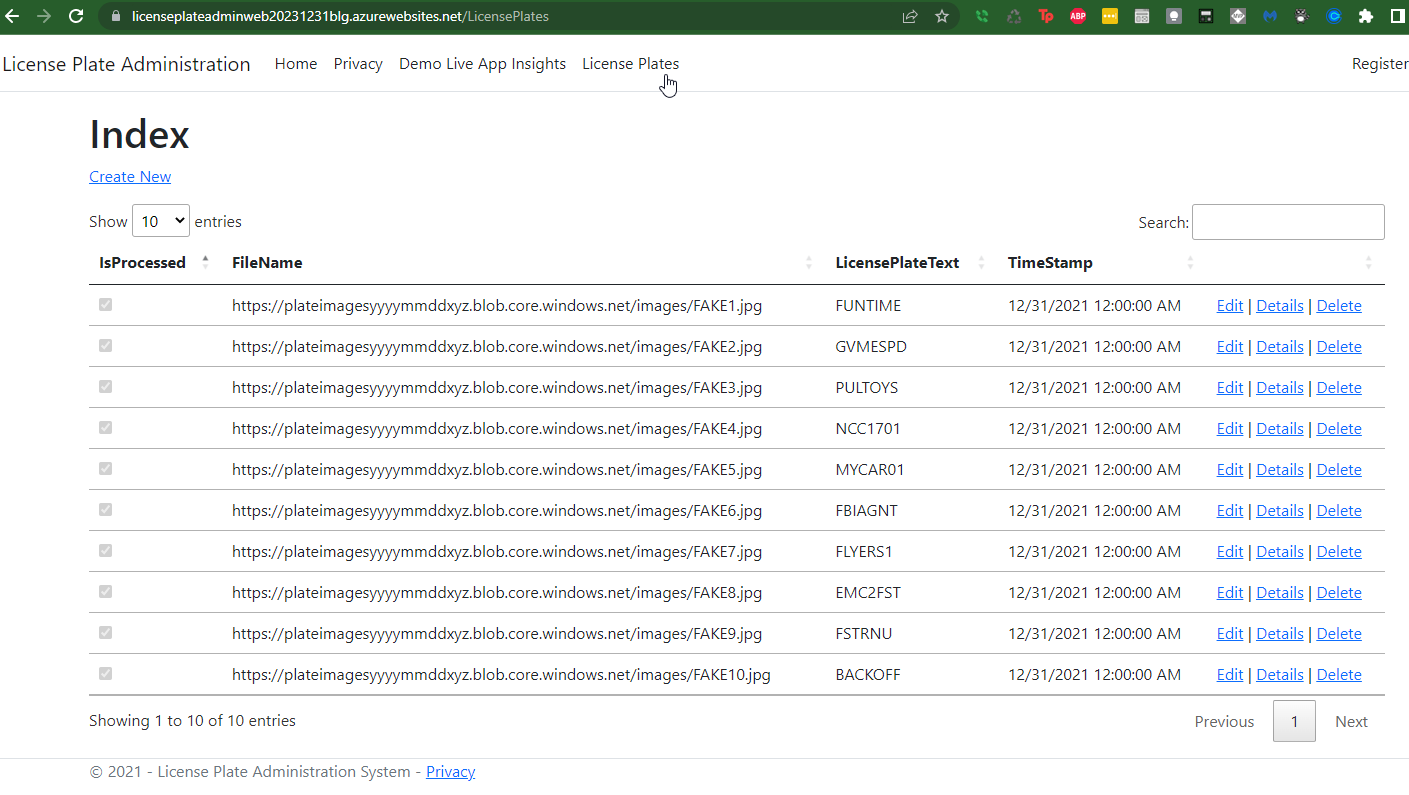 licenseplateadminweb20231231blg.azurewebsites.net/LicensePlates
License Plate Administration Home Privacy Demo Live App Insights License Plates Register
Index
Create New
Show 10 entries Search:
IsProcessed FileName LicensePlateText TimeStamp
https://plateimagesyyyymmddxyz.blob.core.windows.net/images/FAKE1.jpg FUNTIME 12/31/2021 12:00:00 AM Edit | Details | Delete
https://plateimagesyyyymmddxyz.blob.core.windows.net/images/FAKE2.jpg GVMESPD 12/31/2021 12:00:00 AM Edit | Details | Delete
https://plateimagesyyyymmddxyz.blob.core.windows.net/images/FAKE3.jpg PULTOYS 12/31/2021 12:00:00 AM Edit | Details | Delete
https://plateimagesyyyymmddxyz.blob.core.windows.net/images/FAKE4.jpg NCC1701 12/31/2021 12:00:00 AM Edit | Details | Delete
https://plateimagesyyyymmddxyz.blob.core.windows.net/images/FAKE5.jpg MYCAR01 12/31/2021 12:00:00 AM Edit | Details | Delete
https://plateimagesyyyymmddxyz.blob.core.windows.net/images/FAKE6.jpg FBIAGNT 12/31/2021 12:00:00 AM Edit | Details | Delete
https://plateimagesyyyymmddxyz.blob.core.windows.net/images/FAKE7.jpg FLYERS1 12/31/2021 12:00:00 AM Edit | Details | Delete
https://plateimagesyyyymmddxyz.blob.core.windows.net/images/FAKE8.jpg EMC2FST 12/31/2021 12:00:00 AM Edit | Details | Delete
https://plateimagesyyyymmddxyz.blob.core.windows.net/images/FAKE9.jpg FSTRNU 12/31/2021 12:00:00 AM Edit | Details | Delete
https://plateimagesyyyymmddxyz.blob.core.windows.net/images/FAKE10.jpg BACKOFF 12/31/2021 12:00:00 AM Edit | Details | Delete
Showing 1 to 10 of 10 entries Previous 1 Next
© 2021 - License Plate Administration System - Privacy